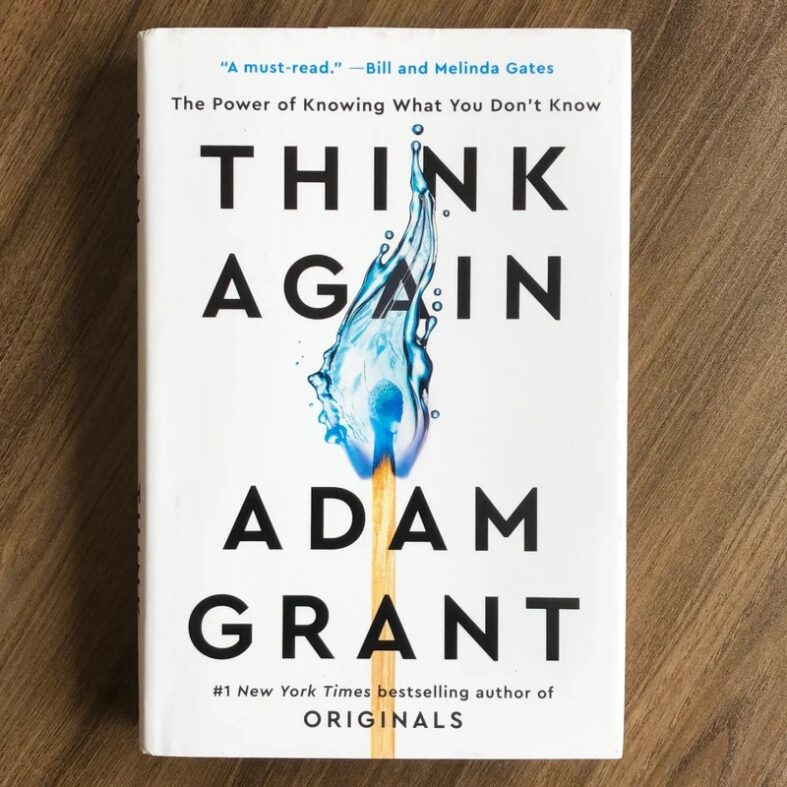 “A must-read.” —Bill and Melinda Gates
The Power of Knowing What You Don’t Know
THINK
AGAIN
ADAM
GRANT
#1 New York Times bestselling author of
ORIGINALS